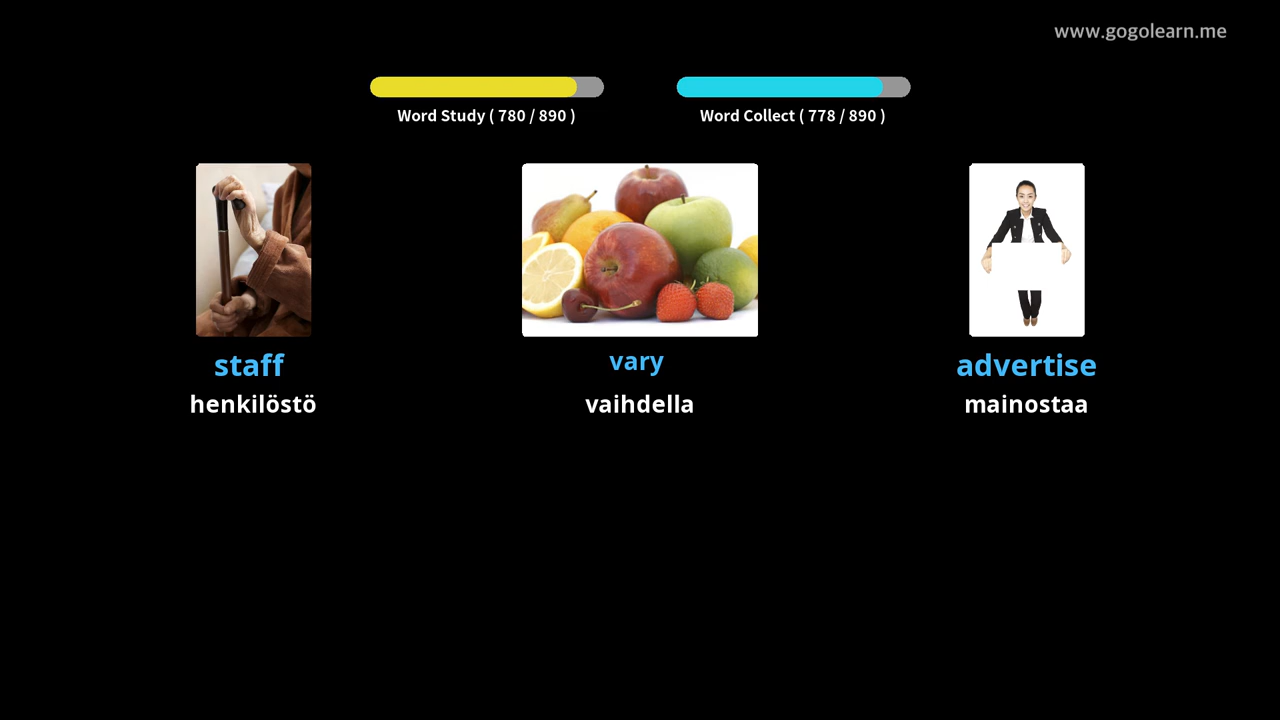 www.gogolearn.me
Word Study ( 780 / 890 )
Word Collect ( 778 / 890 )
staff
vary
advertise
henkilöstö
vaihdella
mainostaa